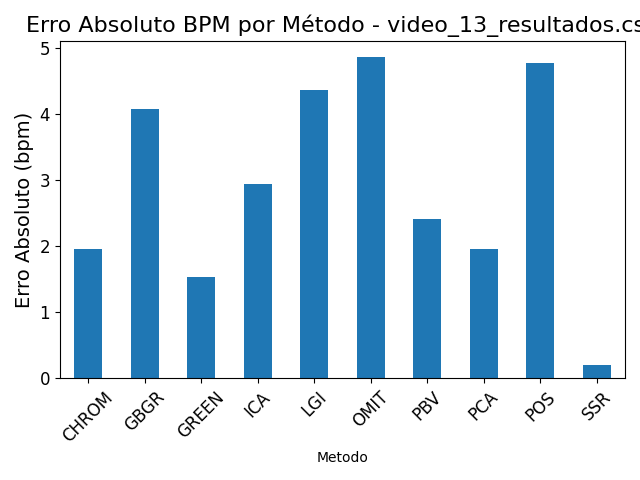 Erro Absoluto BPM por Método - video_13_resultados.cs
Erro Absoluto (bpm)
5
4
3
2
1
0
CHROM
GBGR
GREEN
ICA
LGI
OMIT
PBV
PCA
POS
SSR
Metodo